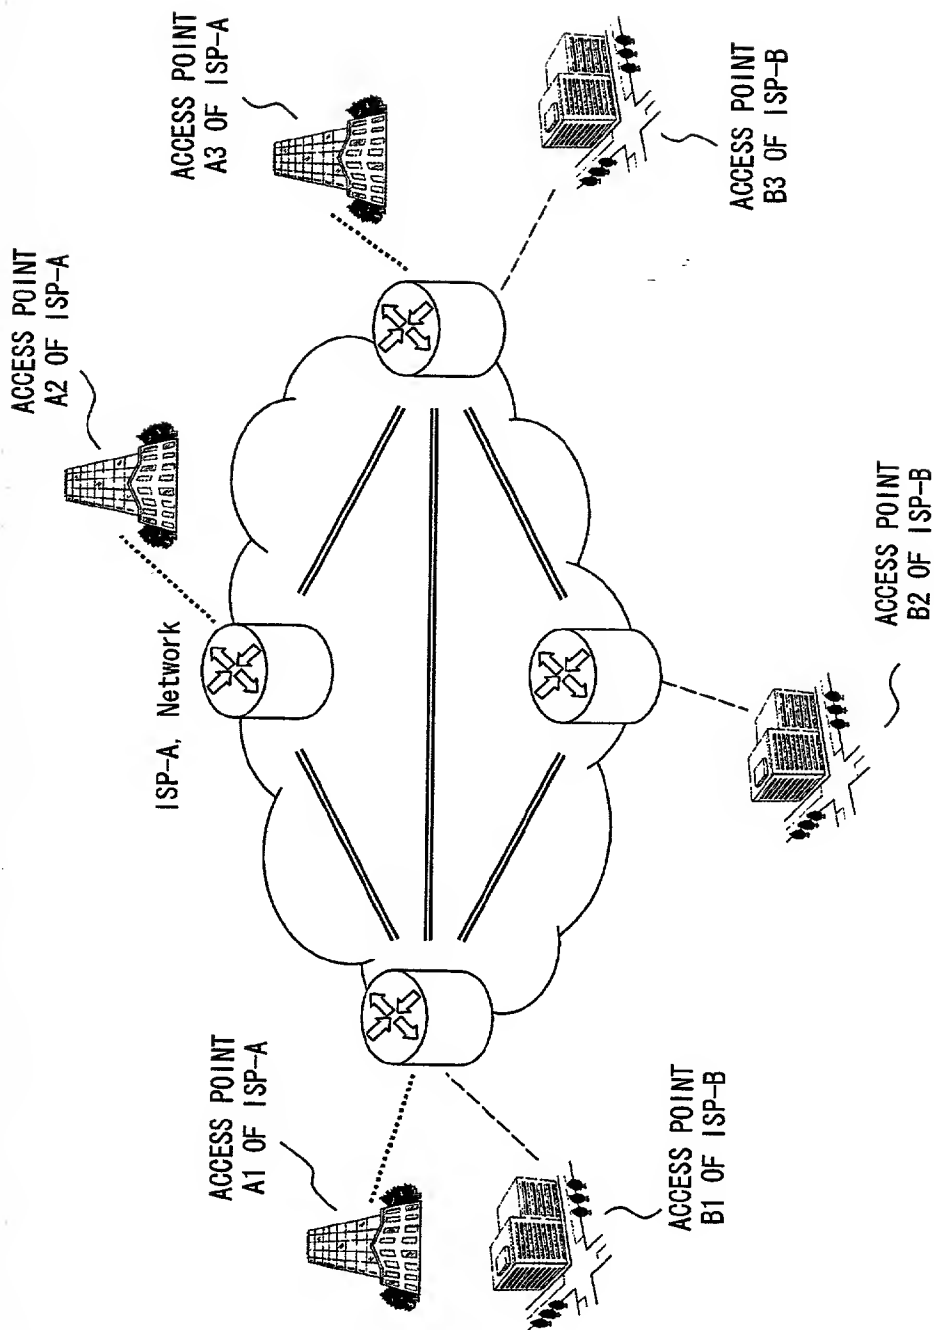 ACCESS POINT
A1 OF ISP-A
ISP-A, Network
ACCESS POINT
A2 OF ISP-A
ACCESS POINT
A3 OF ISP-A
ACCESS POINT
B1 OF ISP-B
ACCESS POINT
B2 OF ISP-B
ACCESS POINT
B3 OF ISP-B